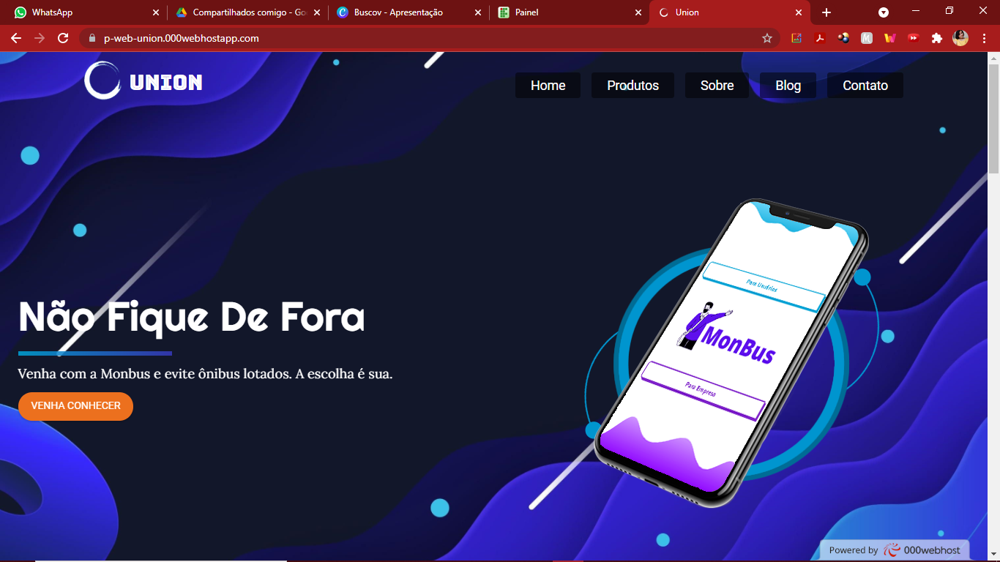 WhatsApp
Compartilhados comigo - Go
Buscov - Apresentação
Painel
Union
p-web-union.000webhostapp.com
UNION
Home
Produtos
Sobre
Blog
Contato
Não Fique De Fora
Venha com a Monbus e evite ônibus lotados. A escolha é sua.
VENHA CONHECER
Para Usuários
MonBus
Para Empresa
Powered by 000webhost